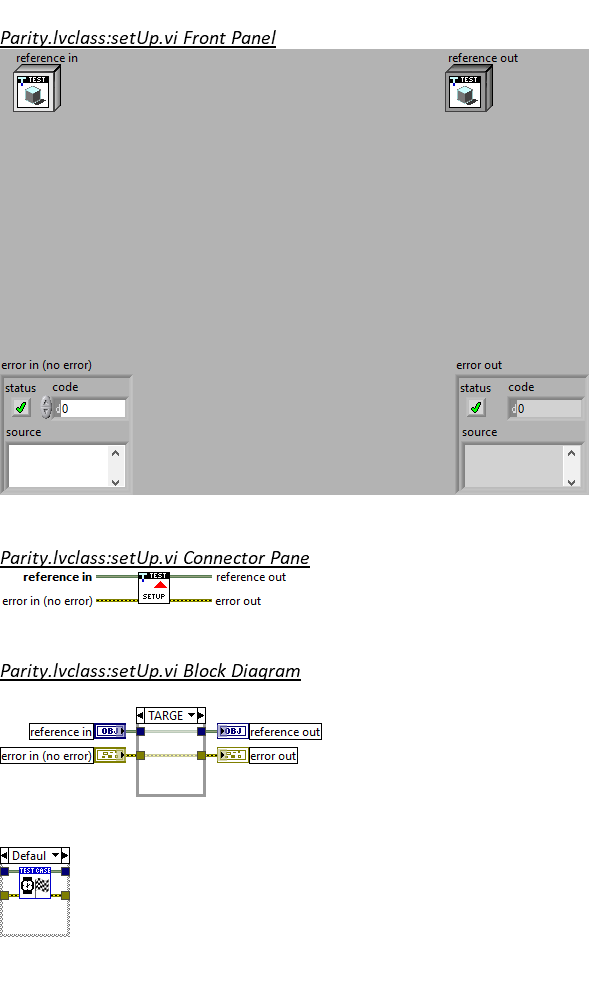 Parity.lvclass:setUp.vi Front Panel
reference in
reference out
TEST
TEST
error in (no error)
error out
status code
status code
d 0
d 0
source
source
Parity.lvclass:setUp.vi Connector Pane
reference in TEST reference out
error in (no error) SETUP error out
Parity.lvclass:setUp.vi Block Diagram
TARGE
reference in OBJ OBJ reference out
error in (no error) error out
Defaul
TEST CASE